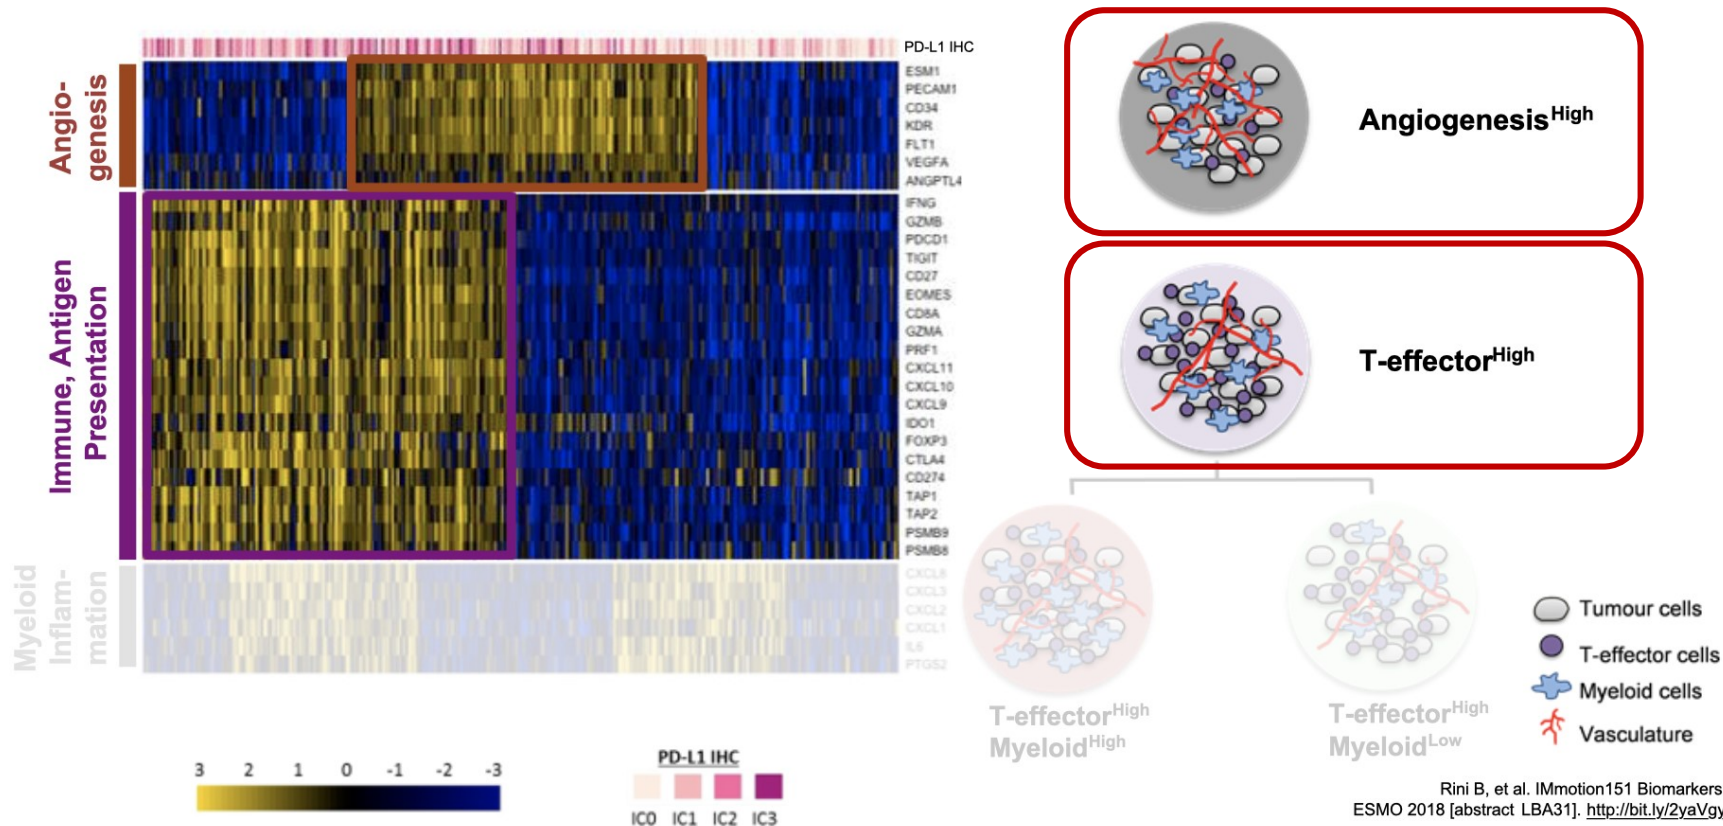 PD-L1 IHC
Angio-
genesis
ESM1
PECAM1
CD34
KDR
FLT1
VEGFA
ANGPTL4
Immune, Antigen
Presentation
IFNG
GZMB
PDCD1
TIGIT
CD27
EOMES
CD8A
GZMA
PRF1
CXCL11
CXCL10
CXCL9
IDO1
FOXP3
CTLA4
CD274
TAP1
TAP2
PSMB9
PSMB8
Myeloid
Inflam-
mation
CXCL8
CXCL3
CXCL2
CXCL1
IL6
PTGS2
3 2 1 0 -1 -2 -3
PD-L1 IHC
IC0 IC1 IC2 IC3
AngiogenesisHigh
T-effectorHigh
T-effectorHigh
MyeloidHigh
T-effectorHigh
MyeloidLow
Tumour cells
T-effector cells
Myeloid cells
Vasculature
Rini B, et al. IMmotion151 Biomarkers
ESMO 2018 [abstract LBA31]. http://bit.ly/2yaVgy